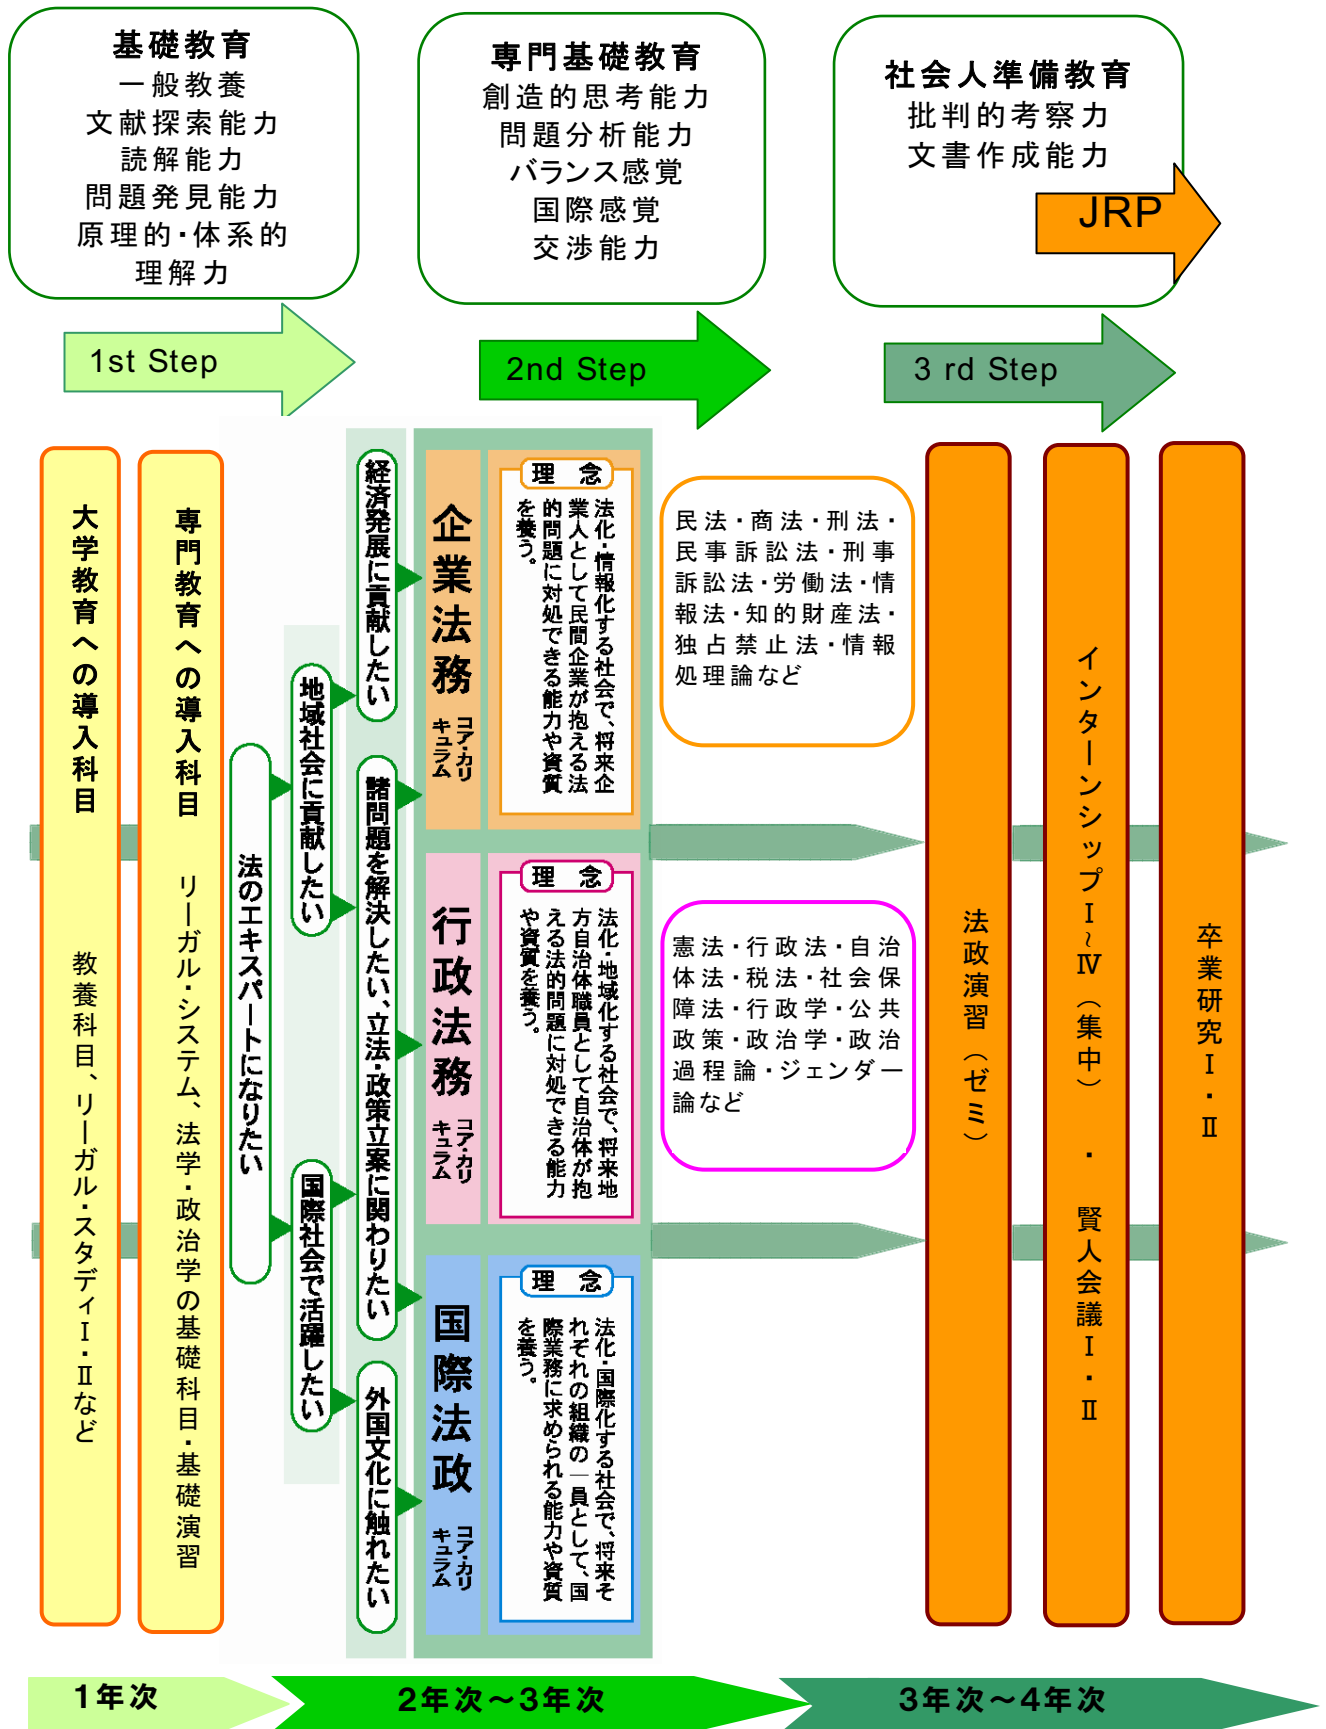 基礎教育
一般教養
文献探索能力
読解能力
問題発見能力
原理的・体系的
理解力
専門基礎教育
創造的思考能力
問題分析能力
バランス感覚
国際感覚
交渉能力
社会人準備教育
批判的考察力
文書作成能力
JRP
1st Step
2nd Step
3 rd Step
大学教育への導入科目　教養科目、リーガル・スタディⅠ・Ⅱなど
専門教育への導入科目　リーガル・システム、法学・政治学の基礎科目・基礎演習
法のエキスパートになりたい
地域社会に貢献したい
国際社会で活躍したい
経済発展に貢献したい
諸問題を解決したい、立法・政策立案に関わりたい
外国文化に触れたい
企業法務
コア・カリ
キュラム
理　念
法化・情報化する社会で、将来企
業人として民間企業が抱える法
的問題に対処できる能力や資質
を養う。
民法・商法・刑法・
民事訴訟法・刑事
訴訟法・労働法・情
報法・知的財産法・
独占禁止法・情報
処理論など
行政法務
コア・カリ
キュラム
理　念
法化・地域化する社会で、将来地
方自治体職員として自治体が抱
える法的問題に対処できる能力
や資質を養う。
憲法・行政法・自治
体法・税法・社会保
障法・行政学・公共
政策・政治学・政治
過程論・ジェンダー
論など
国際法政
コア・カリ
キュラム
理　念
法化・国際化する社会で、将来そ
れぞれの組織の一員として、国
際業務に求められる能力や資質
を養う。
法政演習（ゼミ）
インターンシップⅠ～Ⅳ（集中）・賢人会議Ⅰ・Ⅱ
卒業研究Ⅰ・Ⅱ
1年次
2年次～3年次
3年次～4年次